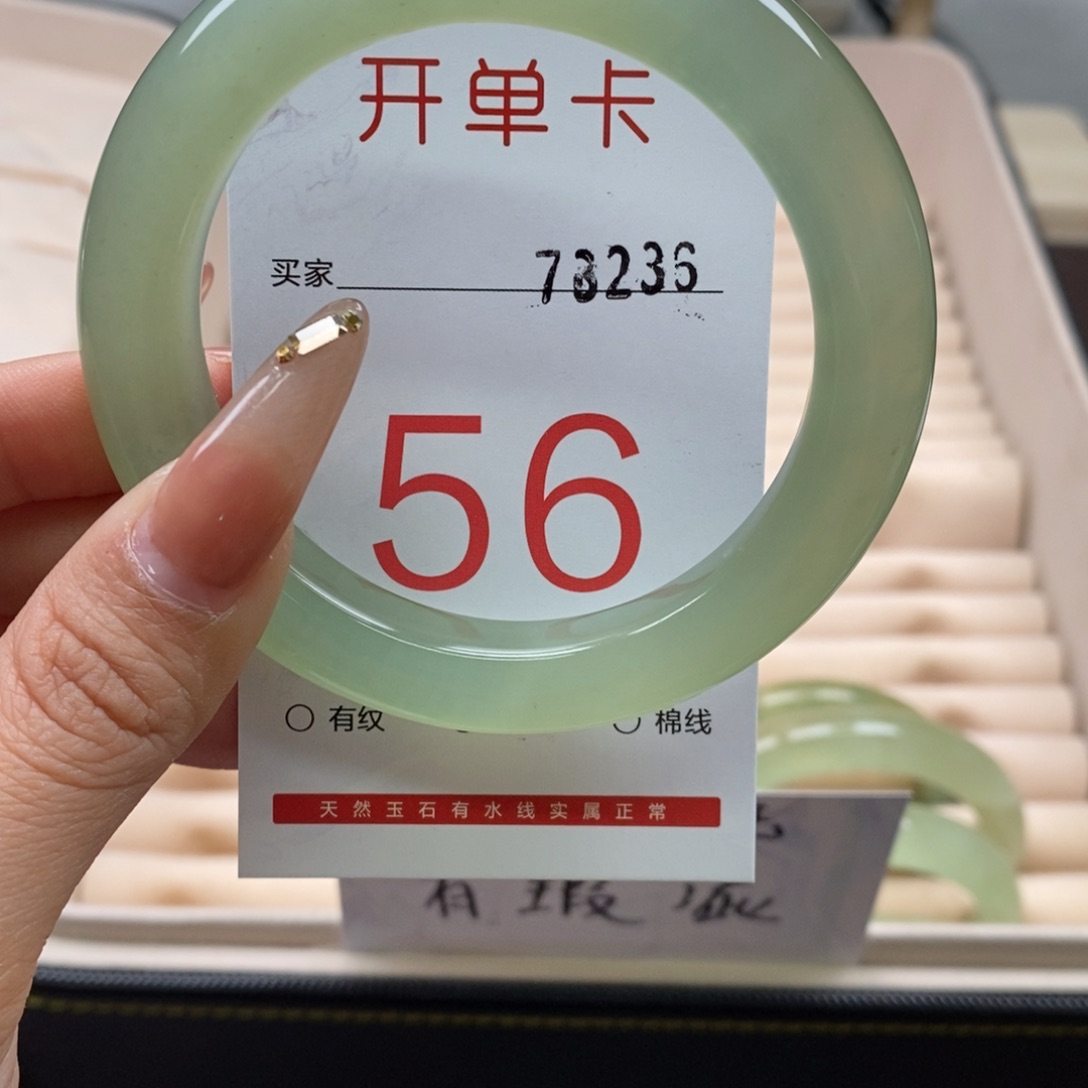 开单卡
买家 78236
56
○ 有纹 ○ 棉线
天然玉石有水线实属正常
有瑕疵